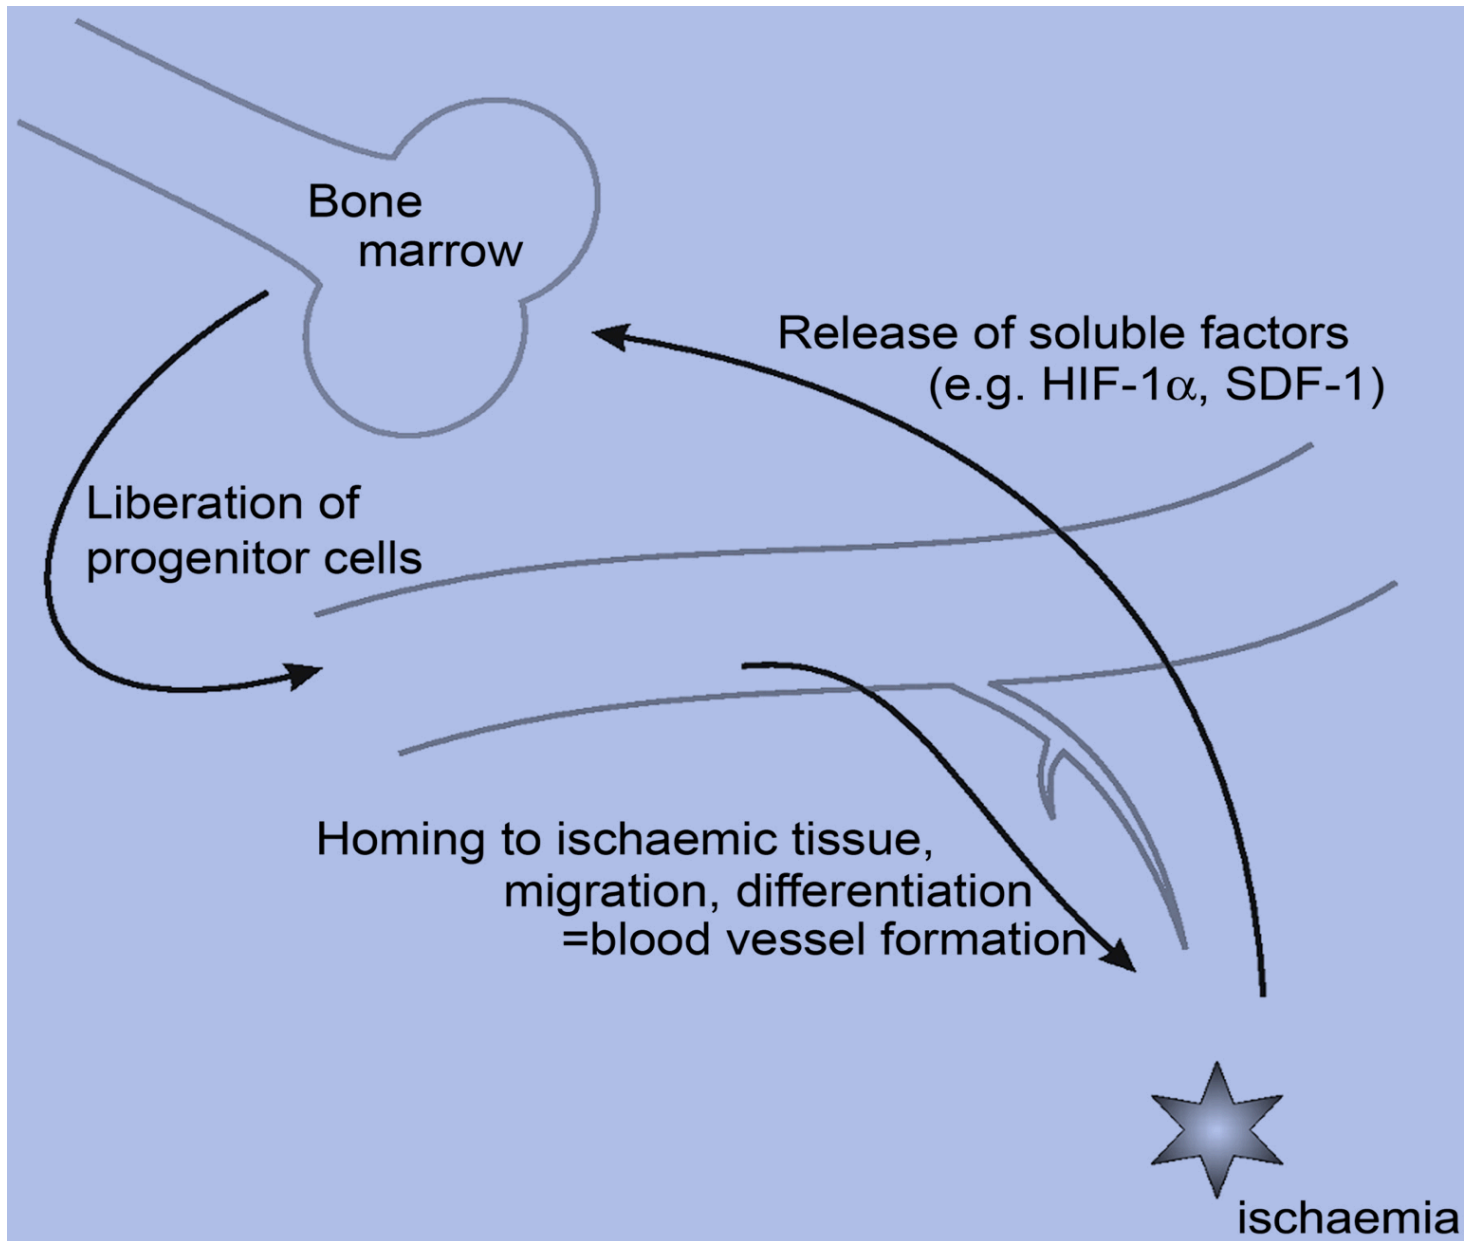 Bone
marrow
Release of soluble factors
(e.g. HIF-1α, SDF-1)
Liberation of
progenitor cells
Homing to ischaemic tissue,
migration, differentiation
=blood vessel formation
ischaemia